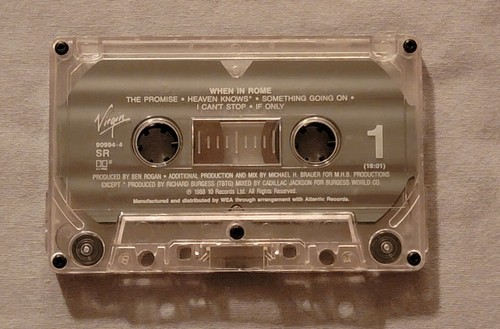 WHEN IN ROME
THE PROMISE • HEAVEN KNOWS* • SOMETHING GOING ON •
I CAN'T STOP • IF ONLY
Virgin
90994-4
SR
1
(19:01)
PRODUCED BY BEN ROGAN • ADDITIONAL PRODUCTION AND MIX BY MICHAEL H. BRAUER FOR M.H.B. PRODUCTIONS
EXCEPT * PRODUCED BY RICHARD BURGESS (TBTO) MIXED BY CADILLAC JACKSON FOR BURGESS WORLD CO.
℗ 1988 10 Records Ltd. All Rights Reserved.
Manufactured and distributed by WEA through arrangement with Atlantic Records.